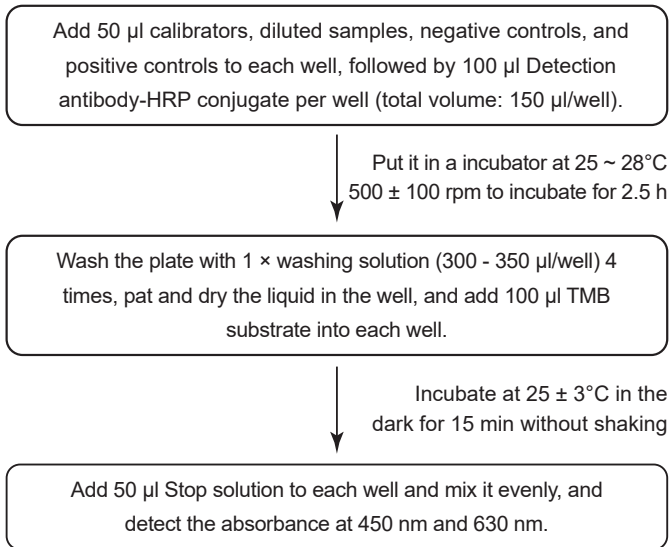 Add 50 μl calibrators, diluted samples, negative controls, and
positive controls to each well, followed by 100 μl Detection
antibody-HRP conjugate per well (total volume: 150 μl/well).
Put it in a incubator at 25 ~ 28°C
500 ± 100 rpm to incubate for 2.5 h
Wash the plate with 1 × washing solution (300 - 350 μl/well) 4
times, pat and dry the liquid in the well, and add 100 μl TMB
substrate into each well.
Incubate at 25 ± 3°C in the
dark for 15 min without shaking
Add 50 μl Stop solution to each well and mix it evenly, and
detect the absorbance at 450 nm and 630 nm.